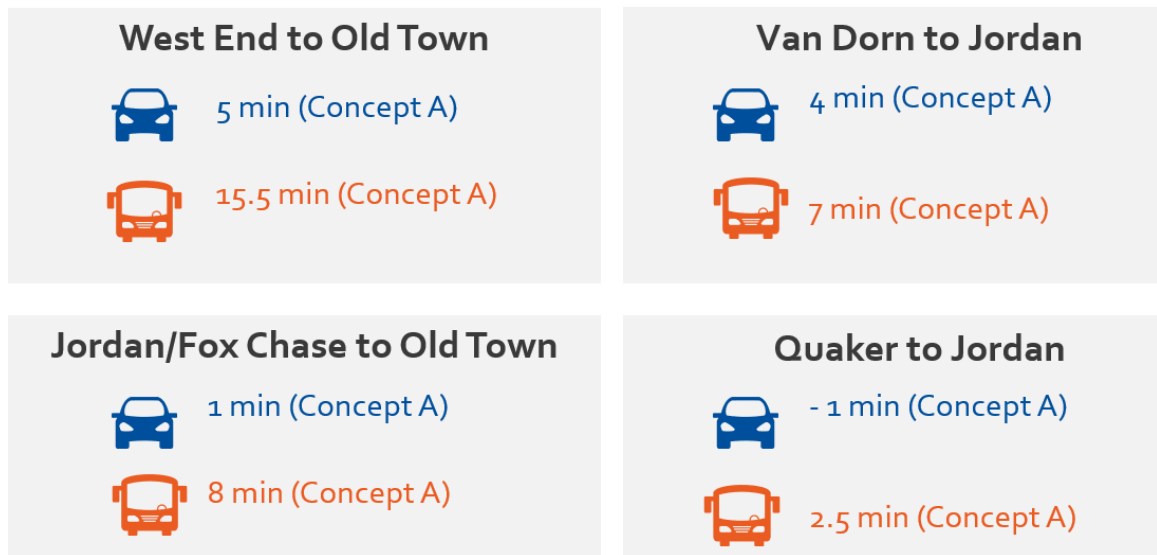 West End to Old Town
5 min (Concept A)
15.5 min (Concept A)
Van Dorn to Jordan
4 min (Concept A)
7 min (Concept A)
Jordan/Fox Chase to Old Town
1 min (Concept A)
8 min (Concept A)
Quaker to Jordan
- 1 min (Concept A)
2.5 min (Concept A)